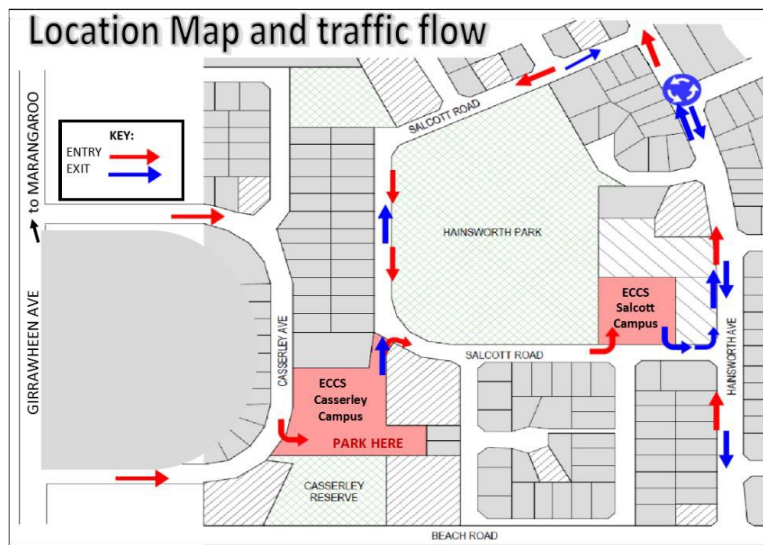 Location Map and traffic flow
KEY:
ENTRY
EXIT
to MARANGAROO
GIRRAWHEEN AVE
SALCOTT ROAD
HAINSWORTH PARK
ECCS
Salcott
Campus
CASSERLEY AVE
SALCOTT ROAD
HAINSWORTH AVE
ECCS
Casserley
Campus
PARK HERE
CASSERLEY
RESERVE
BEACH ROAD